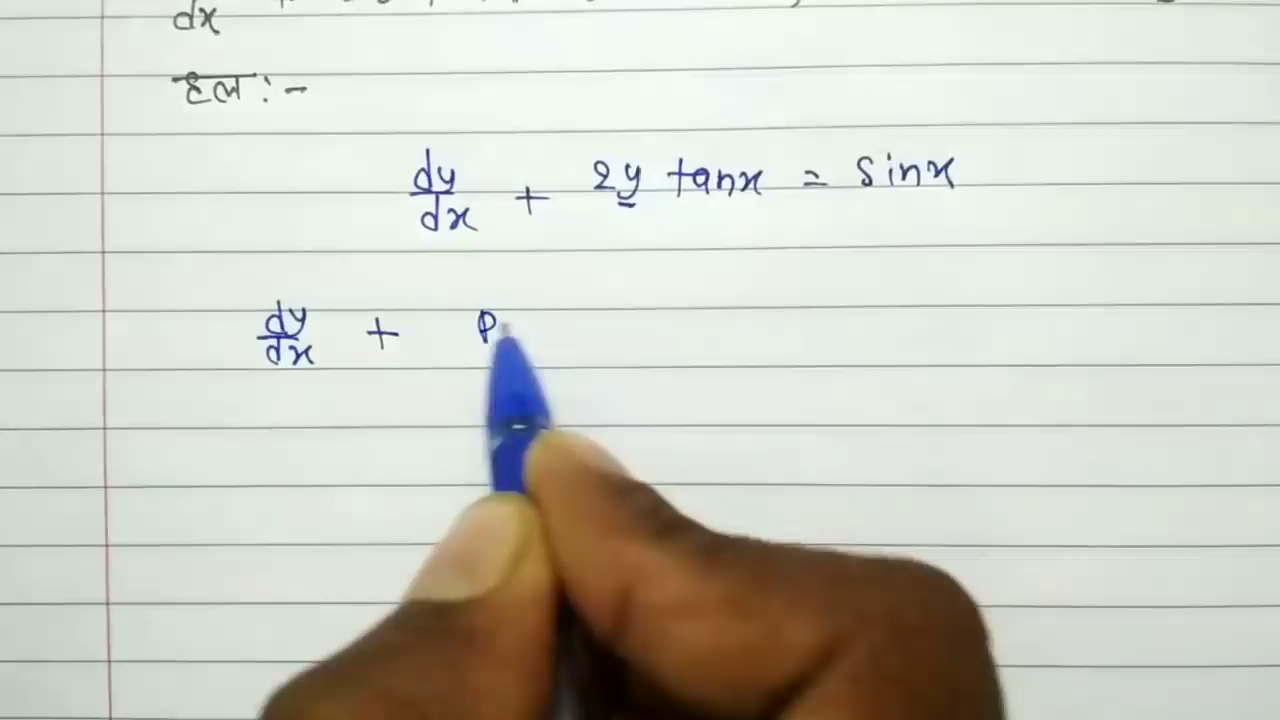 dx
हल :-
dy/dx + 2y tanx = sinx
dy/dx + P